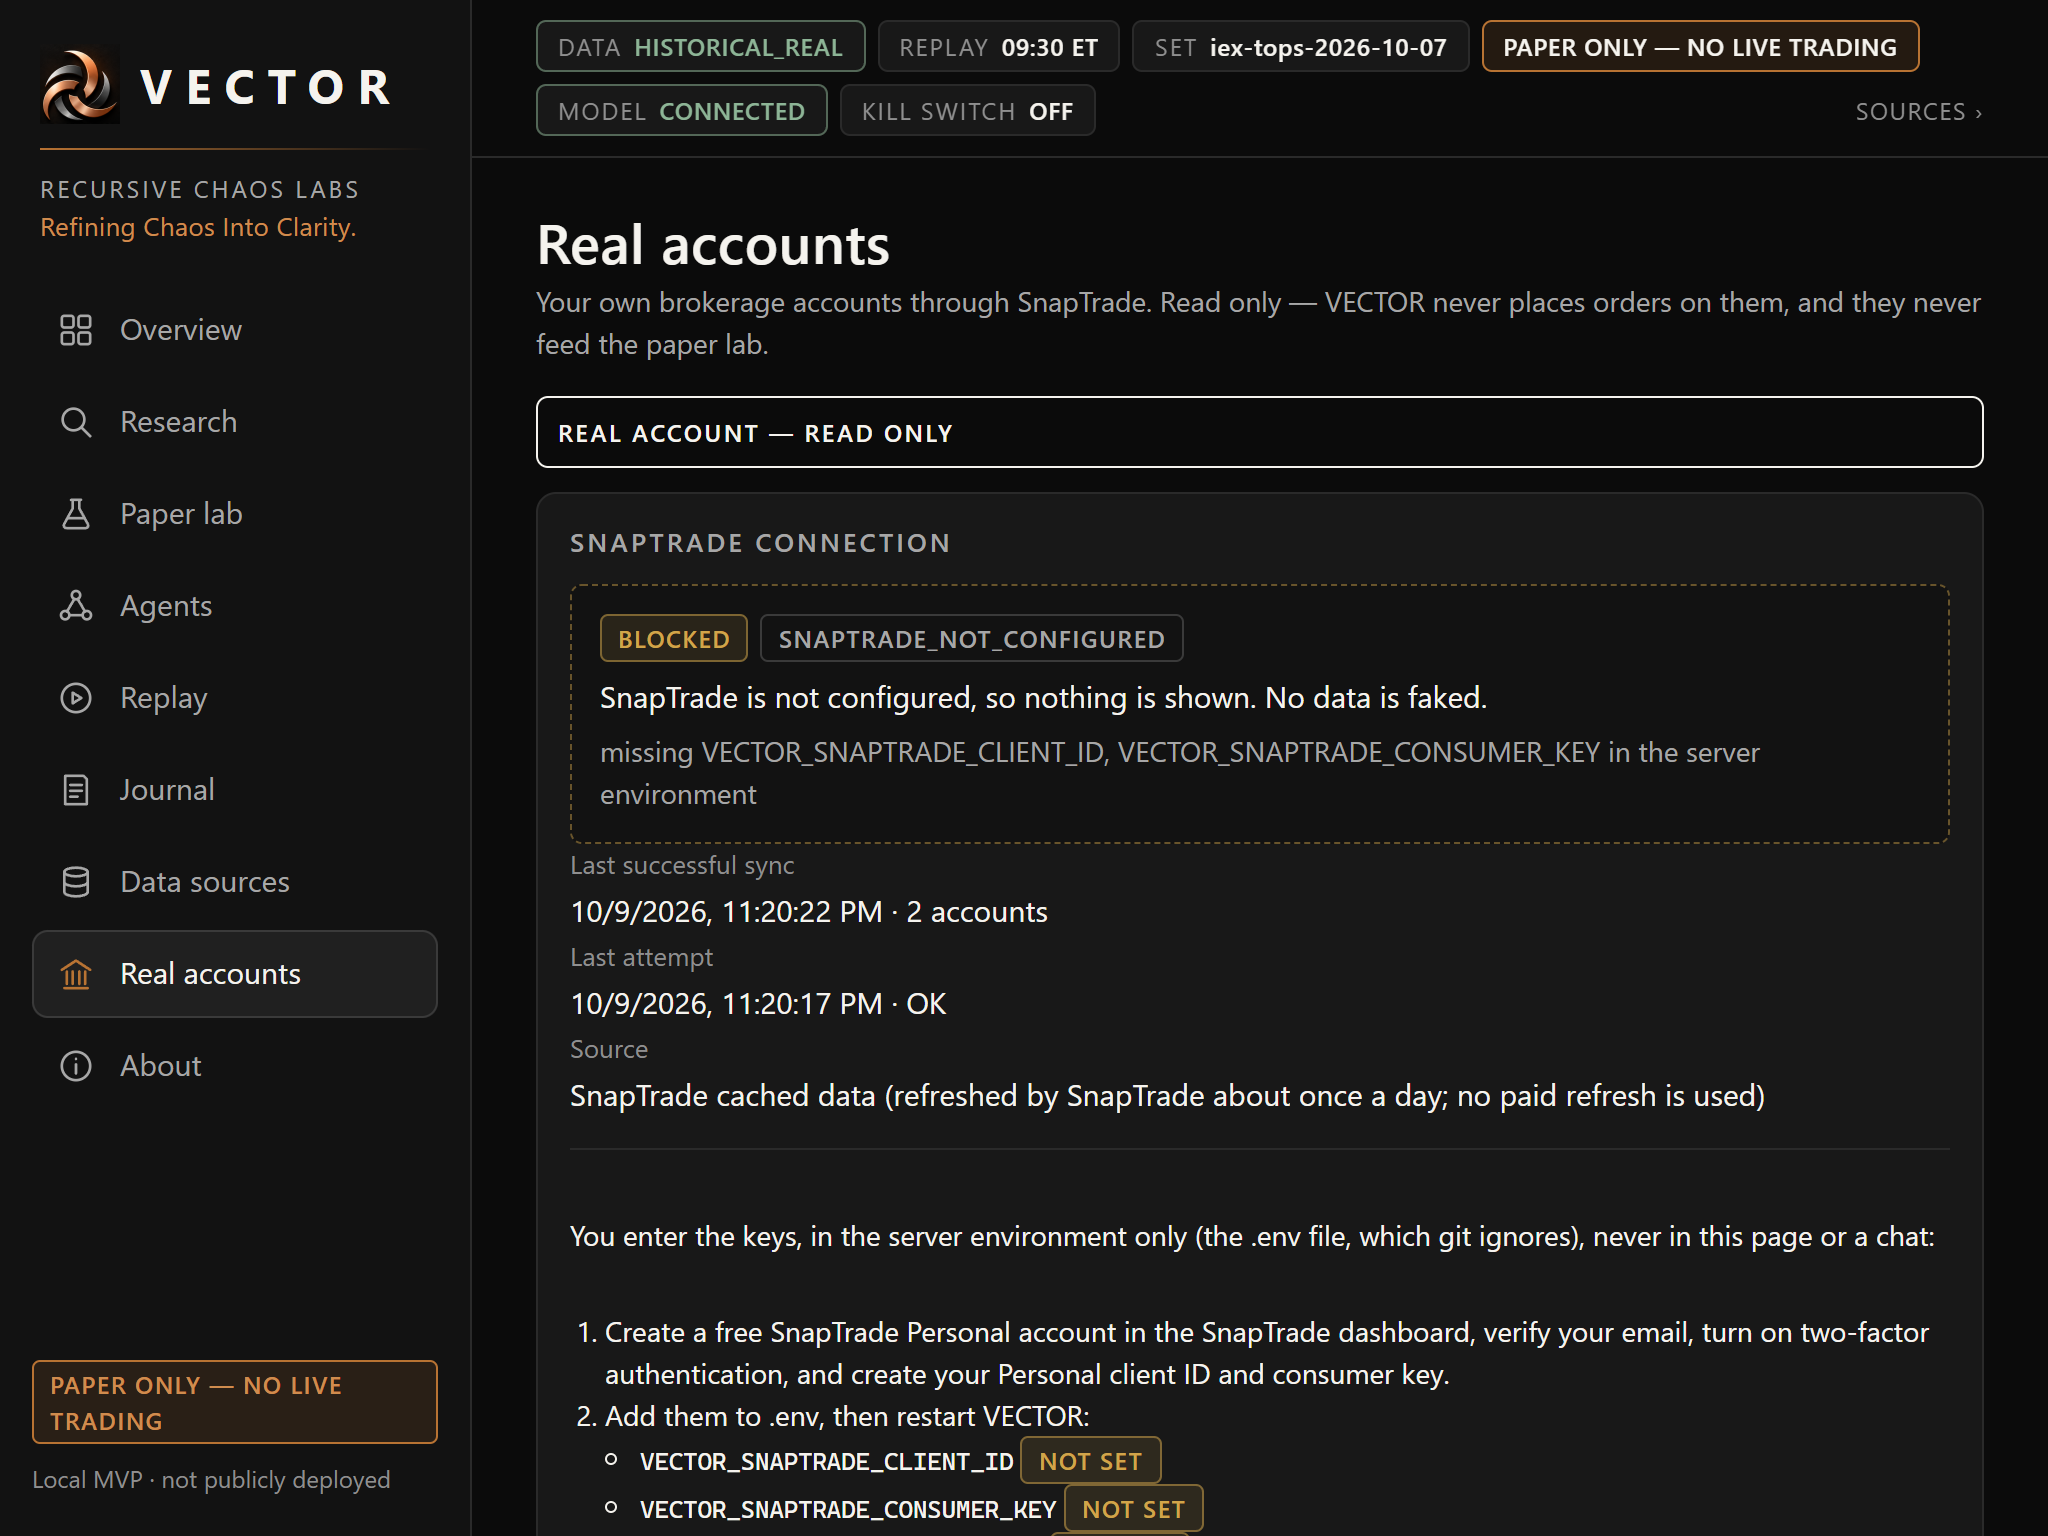 VECTOR
RECURSIVE CHAOS LABS
Refining Chaos Into Clarity.
Overview
Research
Paper lab
Agents
Replay
Journal
Data sources
Real accounts
About
PAPER ONLY — NO LIVE
TRADING
Local MVP · not publicly deployed
DATA HISTORICAL_REAL
REPLAY 09:30 ET
SET iex-tops-2026-10-07
PAPER ONLY — NO LIVE TRADING
MODEL CONNECTED
KILL SWITCH OFF
SOURCES ›
Real accounts
Your own brokerage accounts through SnapTrade. Read only — VECTOR never places orders on them, and they never
feed the paper lab.
REAL ACCOUNT — READ ONLY
SNAPTRADE CONNECTION
BLOCKED SNAPTRADE_NOT_CONFIGURED
SnapTrade is not configured, so nothing is shown. No data is faked.
missing VECTOR_SNAPTRADE_CLIENT_ID, VECTOR_SNAPTRADE_CONSUMER_KEY in the server
environment
Last successful sync
10/9/2026, 11:20:22 PM · 2 accounts
Last attempt
10/9/2026, 11:20:17 PM · OK
Source
SnapTrade cached data (refreshed by SnapTrade about once a day; no paid refresh is used)
You enter the keys, in the server environment only (the .env file, which git ignores), never in this page or a chat:
1. Create a free SnapTrade Personal account in the SnapTrade dashboard, verify your email, turn on two-factor
authentication, and create your Personal client ID and consumer key.
2. Add them to .env, then restart VECTOR:
VECTOR_SNAPTRADE_CLIENT_ID NOT SET
VECTOR_SNAPTRADE_CONSUMER_KEY NOT SET